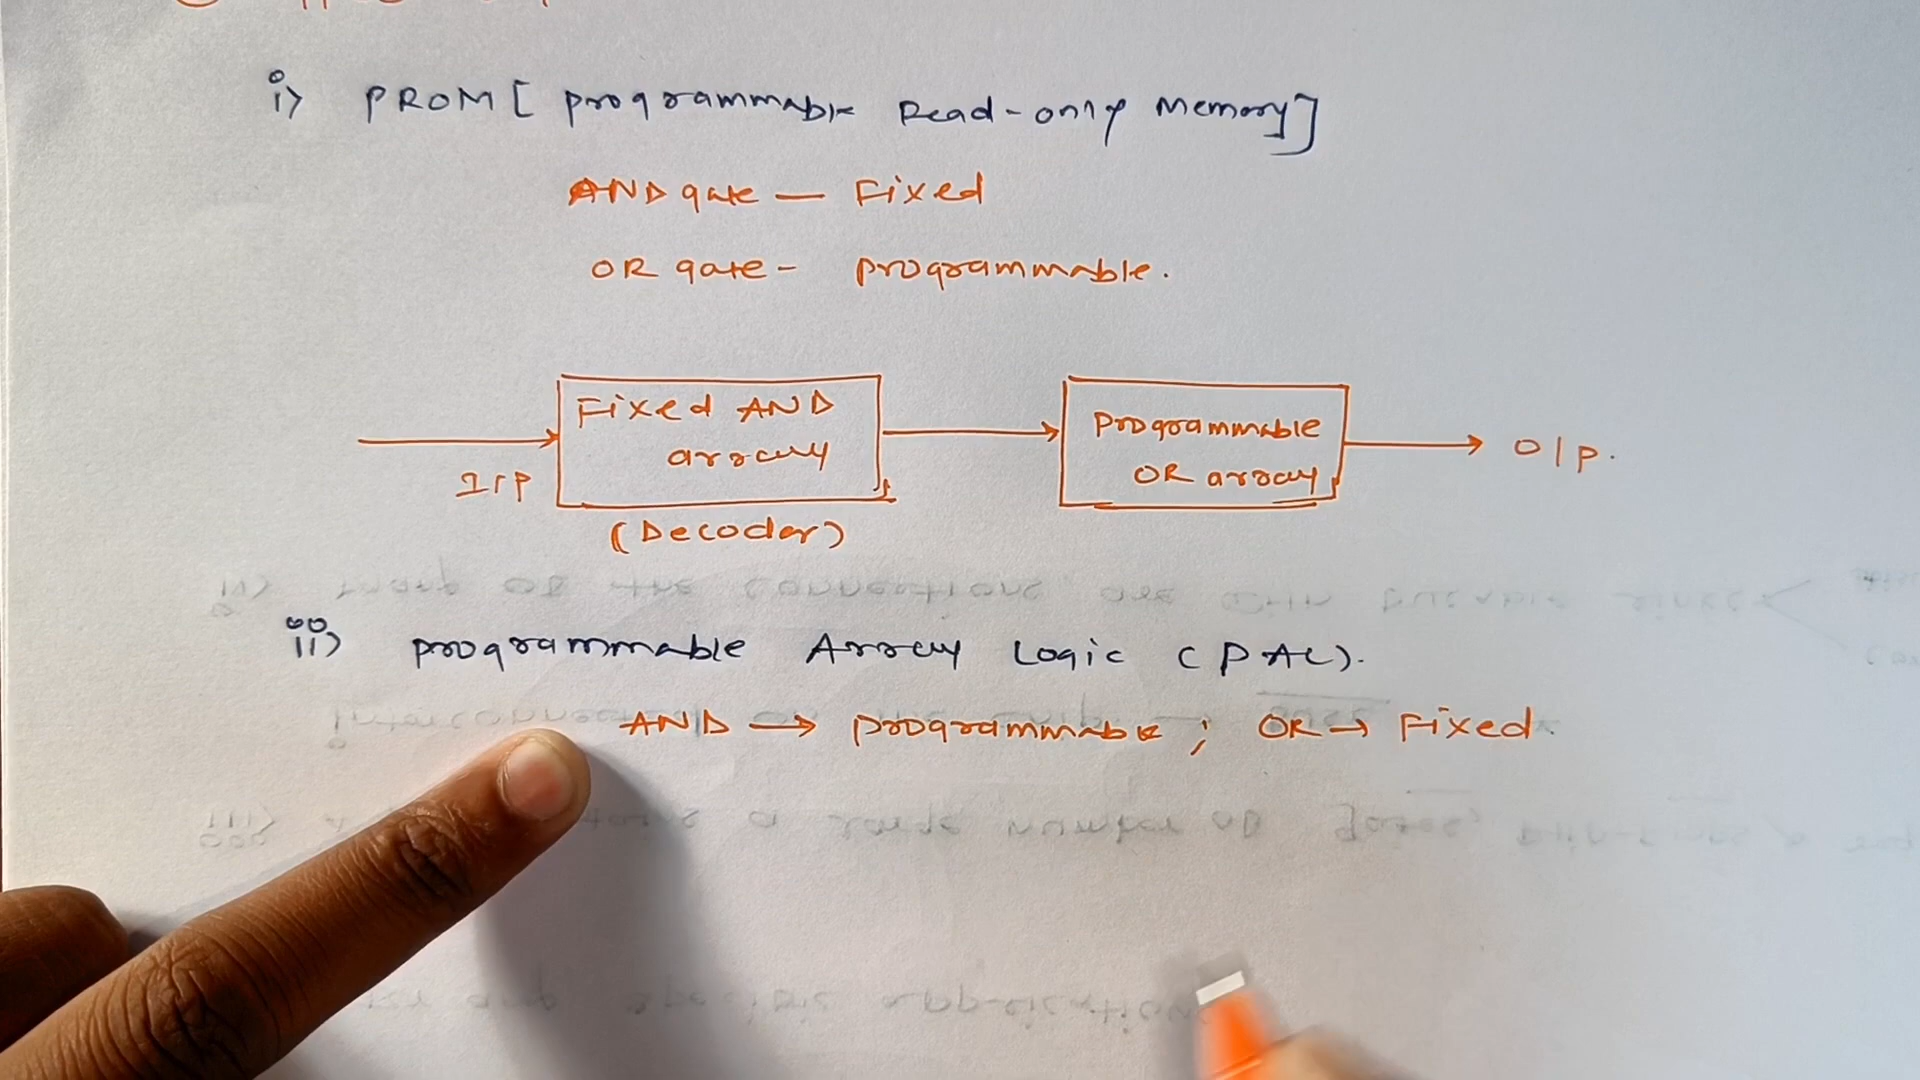 i) PROM [ programmable Read-only Memory ]
AND gate — Fixed
OR gate - programmable.
Fixed AND array
I/P
(Decoder)
programmable OR array
O/P.
ii) programmable Array Logic (PAL).
AND → programmable ; OR → Fixed.